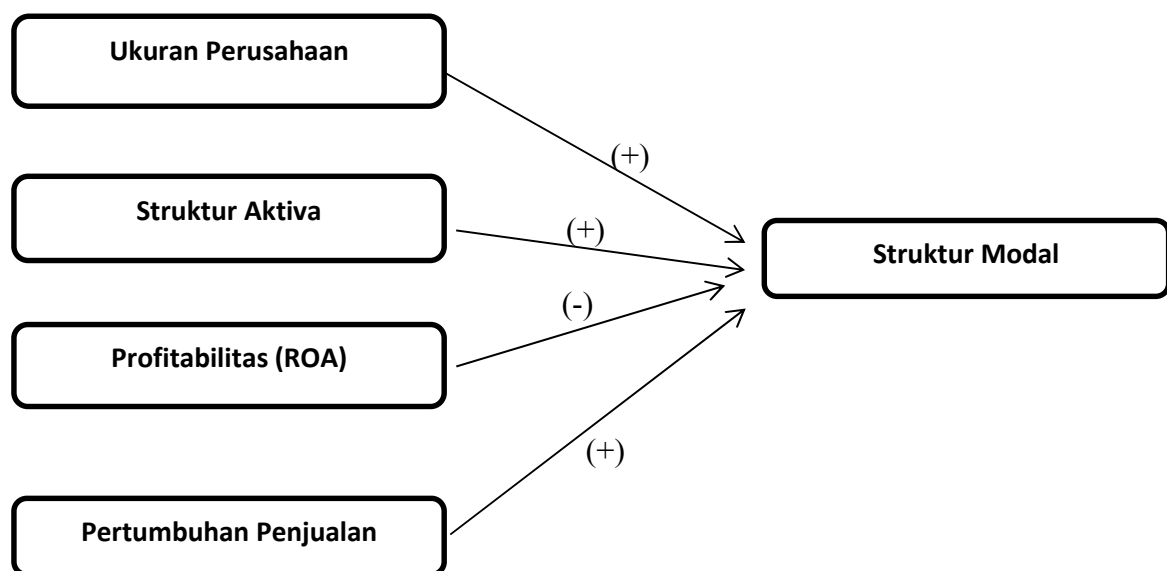 Ukuran Perusahaan
(+)
Struktur Aktiva
(+)
Struktur Modal
(-)
Profitabilitas (ROA)
(+)
Pertumbuhan Penjualan